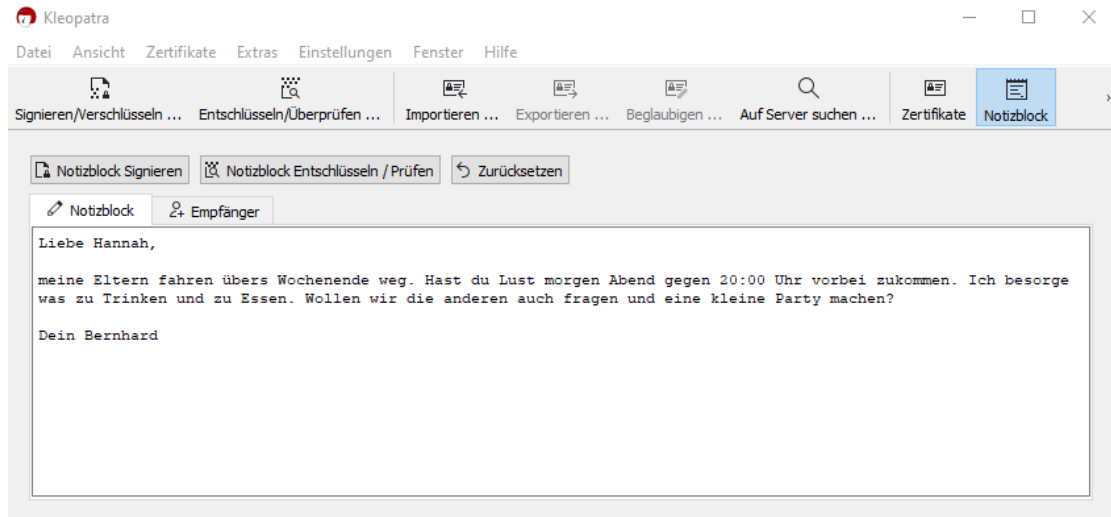 Kleopatra
Datei Ansicht Zertifikate Extras Einstellungen Fenster Hilfe
Signieren/Verschlüsseln ... Entschlüsseln/Überprüfen ... Importieren ... Exportieren ... Beglaubigen ... Auf Server suchen ... Zertifikate Notizblock
Notizblock Signieren Notizblock Entschlüsseln / Prüfen Zurücksetzen
Notizblock Empfänger
Liebe Hannah,
meine Eltern fahren übers Wochenende weg. Hast du Lust morgen Abend gegen 20:00 Uhr vorbei zukommen. Ich besorge
was zu Trinken und zu Essen. Wollen wir die anderen auch fragen und eine kleine Party machen?
Dein Bernhard